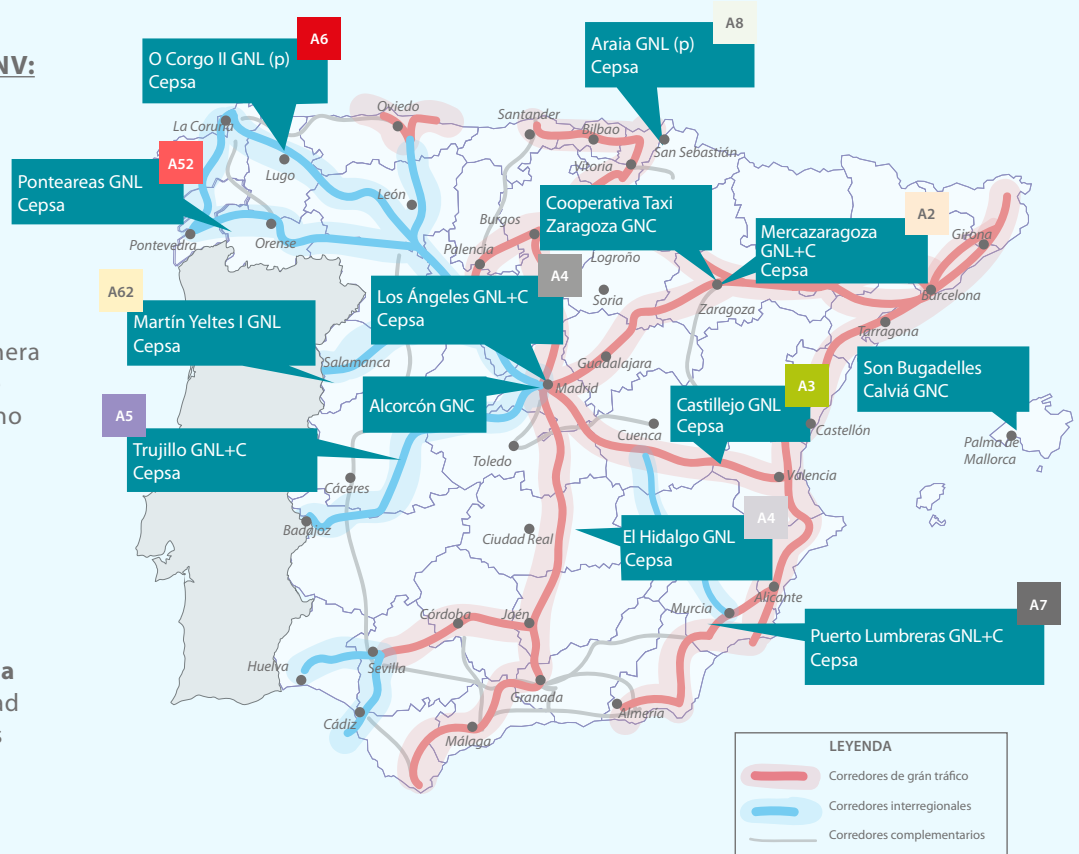 NV:
A6
O Corgo II GNL (p)
Cepsa
A8
Araia GNL (p)
Cepsa
A52
Ponteareas GNL
Cepsa
La Coruña
Lugo
Oviedo
Santander
Bilbao
San Sebastián
Vitoria
León
Burgos
Palencia
Logroño
Pontevedra
Orense
Cooperativa Taxi
Zaragoza GNC
A2
Mercazaragoza
GNL+C
Cepsa
Girona
Barcelona
Tarragona
Zaragoza
Soria
A62
Martín Yeltes I GNL
Cepsa
A4
Los Ángeles GNL+C
Cepsa
Salamanca
Guadalajara
Madrid
nera
no
Alcorcón GNC
A3
Castillejo GNL
Cepsa
Son Bugadelles
Calviá GNC
Castellón
Palma de
Mallorca
A5
Trujillo GNL+C
Cepsa
Cuenca
Toledo
Cáceres
Valencia
Badajoz
Ciudad Real
A4
El Hidalgo GNL
Cepsa
Alicante
Murcia
A7
Puerto Lumbreras GNL+C
Cepsa
Córdoba
Jaén
Huelva
Sevilla
Granada
Almería
Cádiz
Málaga
a
nd
s
LEYENDA
Corredores de grán tráfico
Corredores interregionales
Corredores complementarios